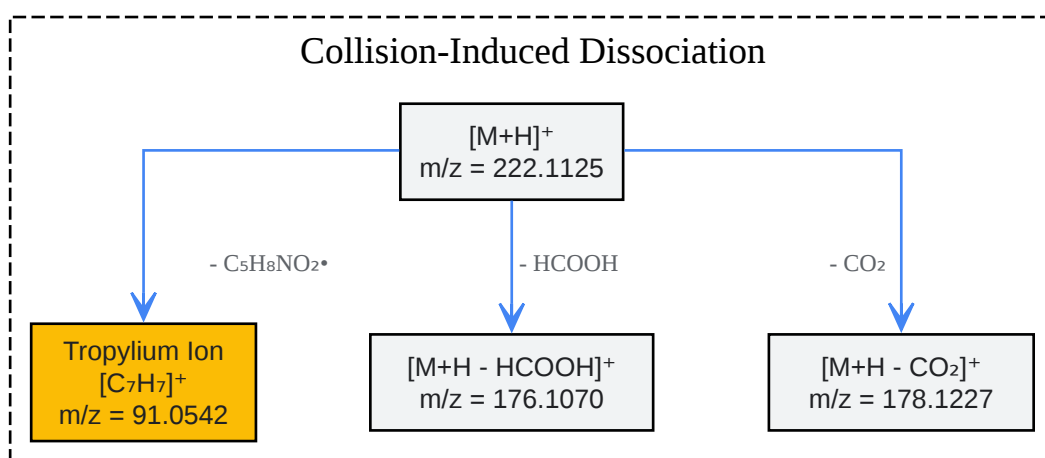 Collision-Induced Dissociation
[M+H]⁺
m/z = 222.1125
- C₅H₈NO₂•
- HCOOH
- CO₂
Tropylium Ion
[C₇H₇]⁺
m/z = 91.0542
[M+H - HCOOH]⁺
m/z = 176.1070
[M+H - CO₂]⁺
m/z = 178.1227